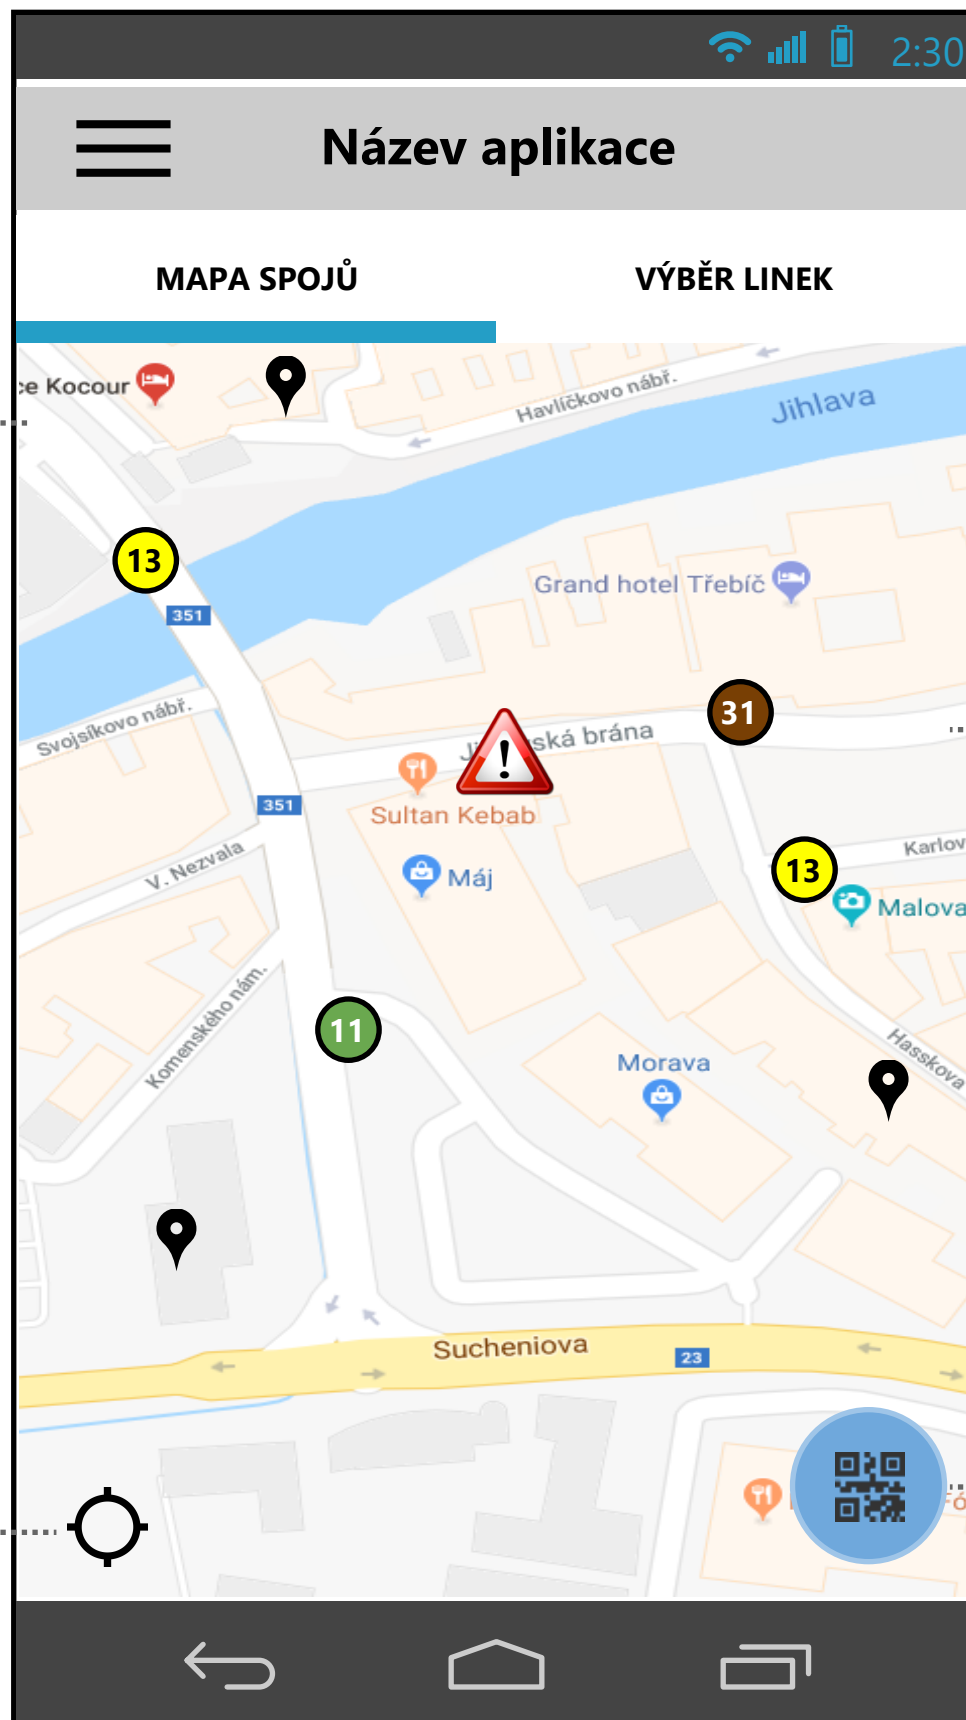 2:30
Název aplikace
MAPA SPOJŮ
VÝBĚR LINEK
ce Kocour
Havlíčkovo nábř.
Jihlava
13
351
Grand hotel Třebíč
Svojsíkovo nábř.
31
ská brána
Sultan Kebab
351
V. Nezvala
Karlov
13
Máj
Malova
Komenského nám.
11
Hasskova
Morava
Sucheniova
23